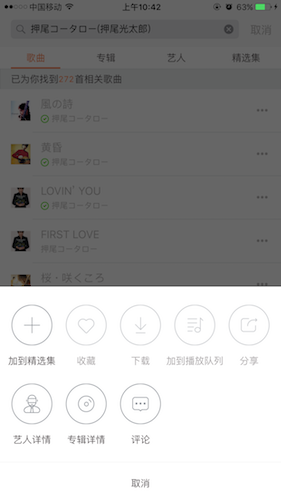 中国移动
上午10:42
63%
押尾コータロー(押尾光太郎)
取消
歌曲
专辑
艺人
精选集
已为你找到272首相关歌曲
風の詩
押尾コータロー
黄昏
押尾コータロー
LOVIN' YOU
押尾コータロー
FIRST LOVE
押尾コータロー
桜・咲くころ
加到精选集
收藏
下载
加到播放队列
分享
艺人详情
专辑详情
评论
取消